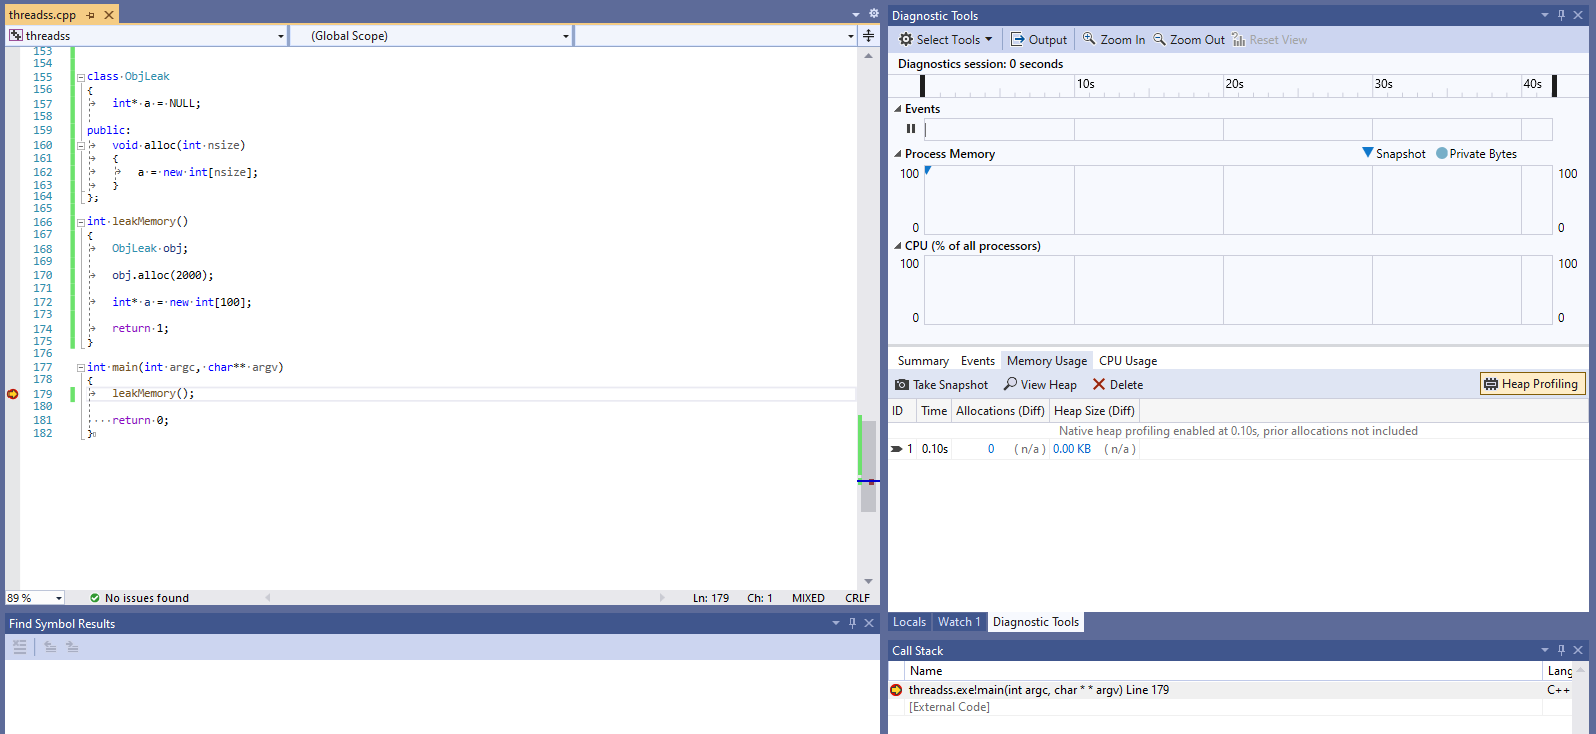 threadss.cpp
threadss
(Global Scope)
153
154
155 class ObjLeak
156 {
157 int* a = NULL;
158
159 public:
160 void alloc(int nsize)
161 {
162 a = new int[nsize];
163 }
164 };
165
166 int leakMemory()
167 {
168 ObjLeak obj;
169
170 obj.alloc(2000);
171
172 int* a = new int[100];
173
174 return 1;
175 }
176
177 int main(int argc, char** argv)
178 {
179 leakMemory();
180
181 return 0;
182 }
89 % No issues found Ln: 179 Ch: 1 MIXED CRLF
Find Symbol Results
Diagnostic Tools
Select Tools Output Zoom In Zoom Out Reset View
Diagnostics session: 0 seconds
10s 20s 30s 40s
Events
Process Memory Snapshot Private Bytes
100 100
0 0
CPU (% of all processors)
100 100
0 0
Summary Events Memory Usage CPU Usage
Take Snapshot View Heap Delete Heap Profiling
ID Time Allocations (Diff) Heap Size (Diff)
Native heap profiling enabled at 0.10s, prior allocations not included
1 0.10s 0 (n/a) 0.00 KB (n/a)
Locals Watch 1 Diagnostic Tools
Call Stack
Name Lang
threadss.exe!main(int argc, char * * argv) Line 179 C++
[External Code]